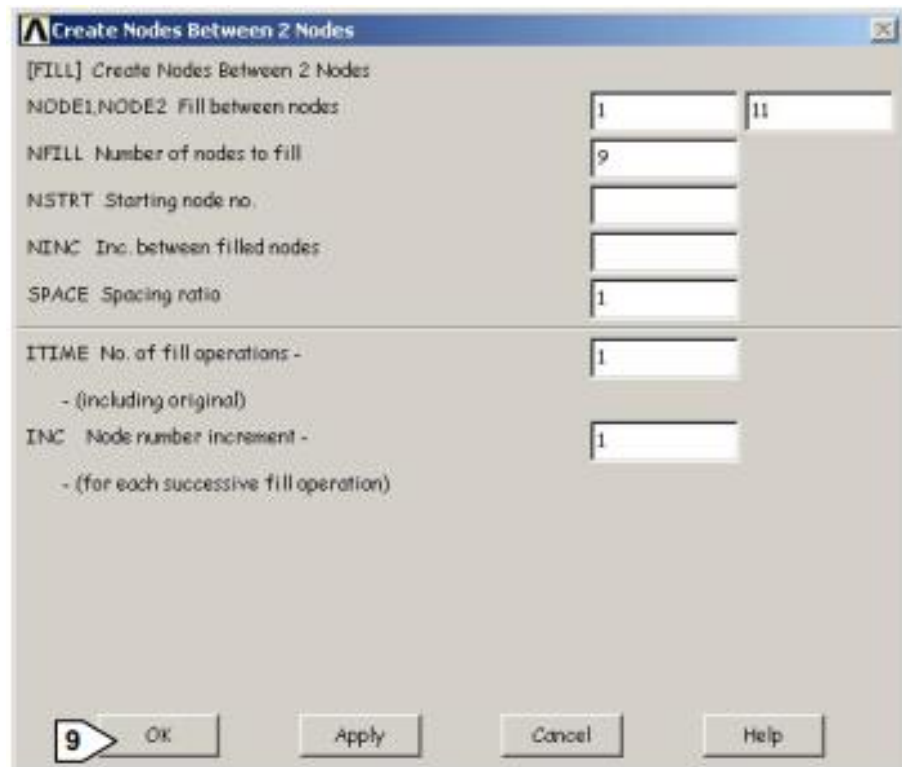 Create Nodes Between 2 Nodes
[FILL] Create Nodes Between 2 Nodes
NODE1,NODE2 Fill between nodes 1 11
NFILL Number of nodes to fill 9
NSTRT Starting node no.
NINC Inc. between filled nodes
SPACE Spacing ratio 1
ITIME No. of fill operations - 1
- (including original)
INC Node number increment - 1
- (for each successive fill operation)
9 OK Apply Cancel Help